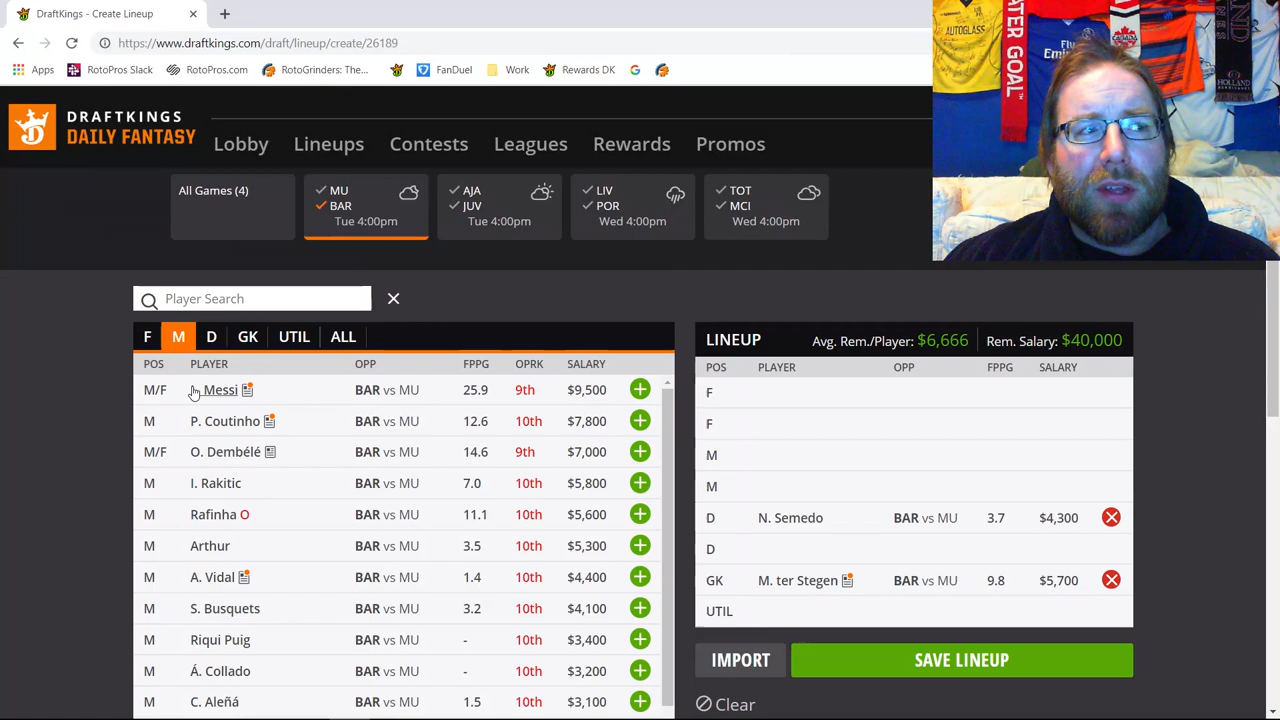 DraftKings - Create Lineup
https://www.draftkings.com/draft/lineup/create/26189
Apps RotoPros Slack RotoPros.com RotoGrinders: The... FanDuel Work Rewards DK
DRAFTKINGS
DAILY FANTASY
Lobby Lineups Contests Leagues Rewards Promos
All Games (4)
MU
BAR
Tue 4:00pm
AJA
JUV
Tue 4:00pm
LIV
POR
Wed 4:00pm
TOT
MCI
Wed 4:00pm
Player Search
F M D GK UTIL ALL
POS PLAYER OPP FPPG OPRK SALARY
M/F Messi BAR vs MU 25.9 9th $9,500
M P. Coutinho BAR vs MU 12.6 10th $7,800
M/F O. Dembélé BAR vs MU 14.6 9th $7,000
M I. Rakitic BAR vs MU 7.0 10th $5,800
M Rafinha O BAR vs MU 11.1 10th $5,600
M Arthur BAR vs MU 3.5 10th $5,300
M A. Vidal BAR vs MU 1.4 10th $4,400
M S. Busquets BAR vs MU 3.2 10th $4,100
M Riqui Puig BAR vs MU - 10th $3,400
M Á. Collado BAR vs MU - 10th $3,200
M C. Aleñá BAR vs MU 1.5 10th $3,100
LINEUP Avg. Rem./Player: $6,666 Rem. Salary: $40,000
POS PLAYER OPP FPPG SALARY
F
F
M
M
D N. Semedo BAR vs MU 3.7 $4,300
D
GK M. ter Stegen BAR vs MU 9.8 $5,700
UTIL
IMPORT SAVE LINEUP
Clear
AUTOGLASS
ATER GOAL
CANADA
HOLLAND